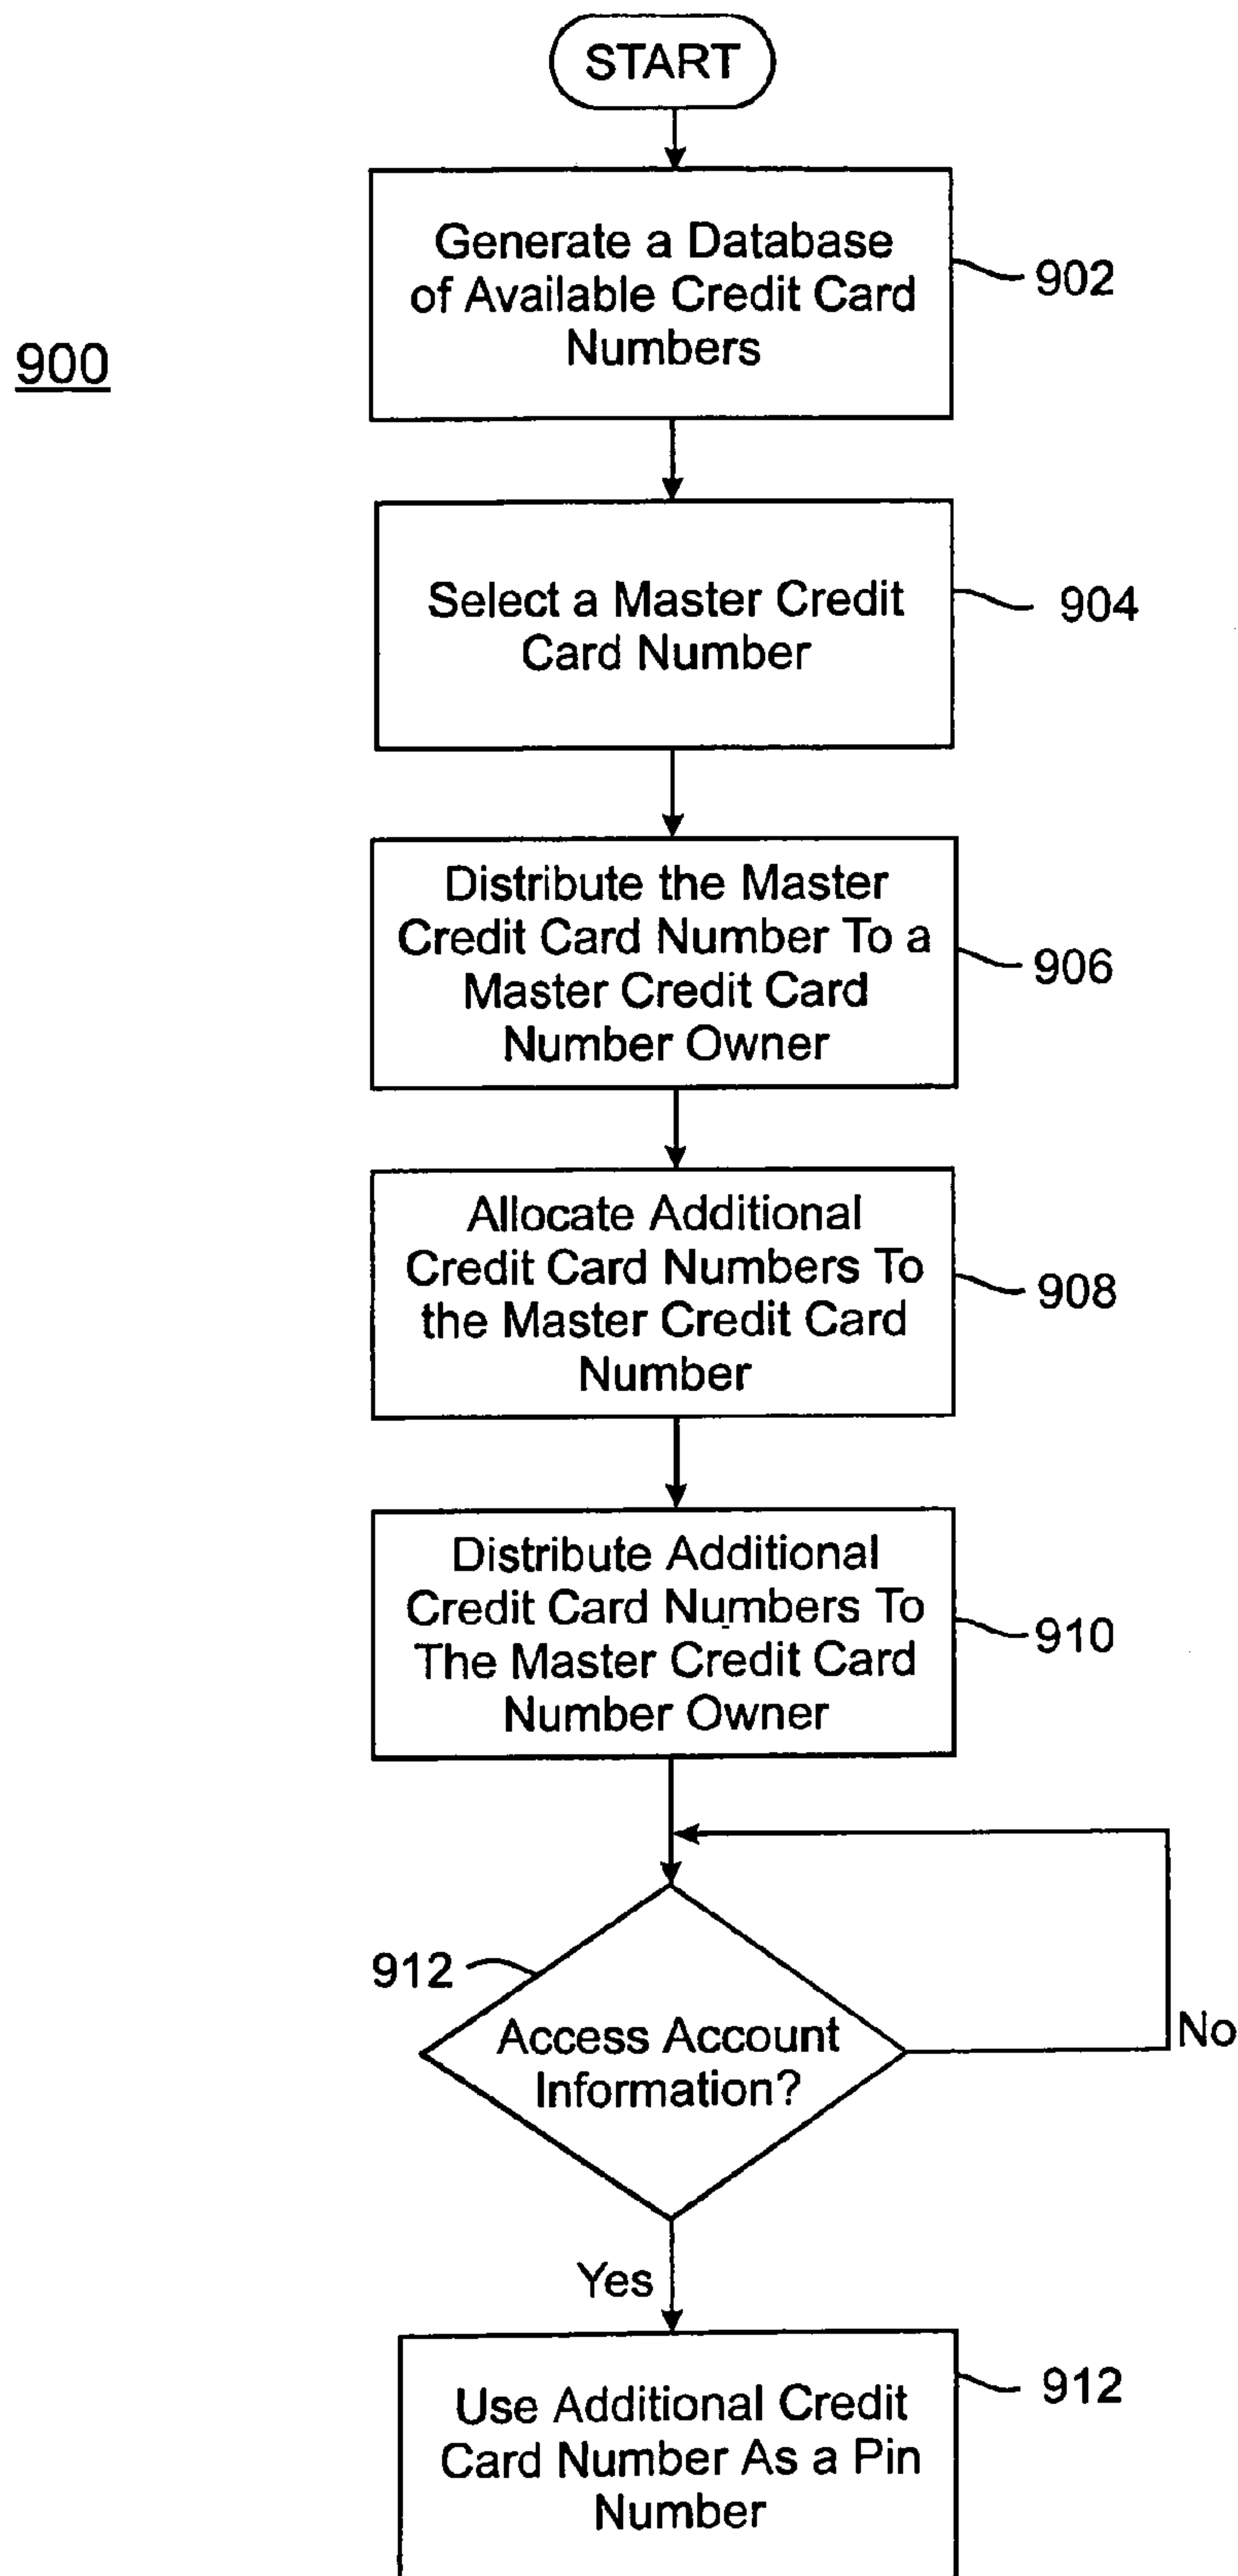 START
Generate a Database
of Available Credit Card
Numbers
902
900
Select a Master Credit
Card Number
904
Distribute the Master
Credit Card Number To a
Master Credit Card
Number Owner
906
Allocate Additional
Credit Card Numbers To
the Master Credit Card
Number
908
Distribute Additional
Credit Card Numbers To
The Master Credit Card
Number Owner
910
912
Access Account
Information?
No
Yes
Use Additional Credit
Card Number As a Pin
Number
912